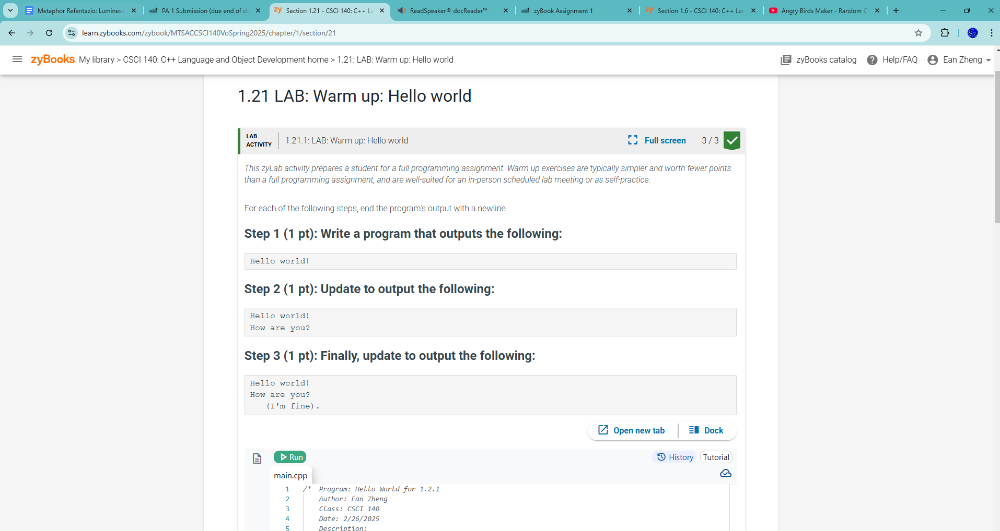 Metaphor Refantazio: Luminesc
PA 1 Submission (due end of cla
zy Section 1.21 - CSCI 140: C++ La
ReadSpeaker® docReader™
zyBook Assignment 1
zy Section 1.6 - CSCI 140: C++ Lar
Angry Birds Maker - Random C
learn.zybooks.com/zybook/MTSACCSCI140VoSpring2025/chapter/1/section/21
zyBooks My library > CSCI 140: C++ Language and Object Development home > 1.21: LAB: Warm up: Hello world
zyBooks catalog
Help/FAQ
Ean Zheng
1.21 LAB: Warm up: Hello world
LAB
ACTIVITY
1.21.1: LAB: Warm up: Hello world
Full screen
3 / 3
This zyLab activity prepares a student for a full programming assignment. Warm up exercises are typically simpler and worth fewer points
than a full programming assignment, and are well-suited for an in-person scheduled lab meeting or as self-practice.
For each of the following steps, end the program's output with a newline.
Step 1 (1 pt): Write a program that outputs the following:
Hello world!
Step 2 (1 pt): Update to output the following:
Hello world!
How are you?
Step 3 (1 pt): Finally, update to output the following:
Hello world!
How are you?
(I'm fine).
Open new tab
Dock
Run
History
Tutorial
main.cpp
1 /* Program: Hello World for 1.2.1
2 Author: Ean Zheng
3 Class: CSCI 140
4 Date: 2/26/2025
5 Description: